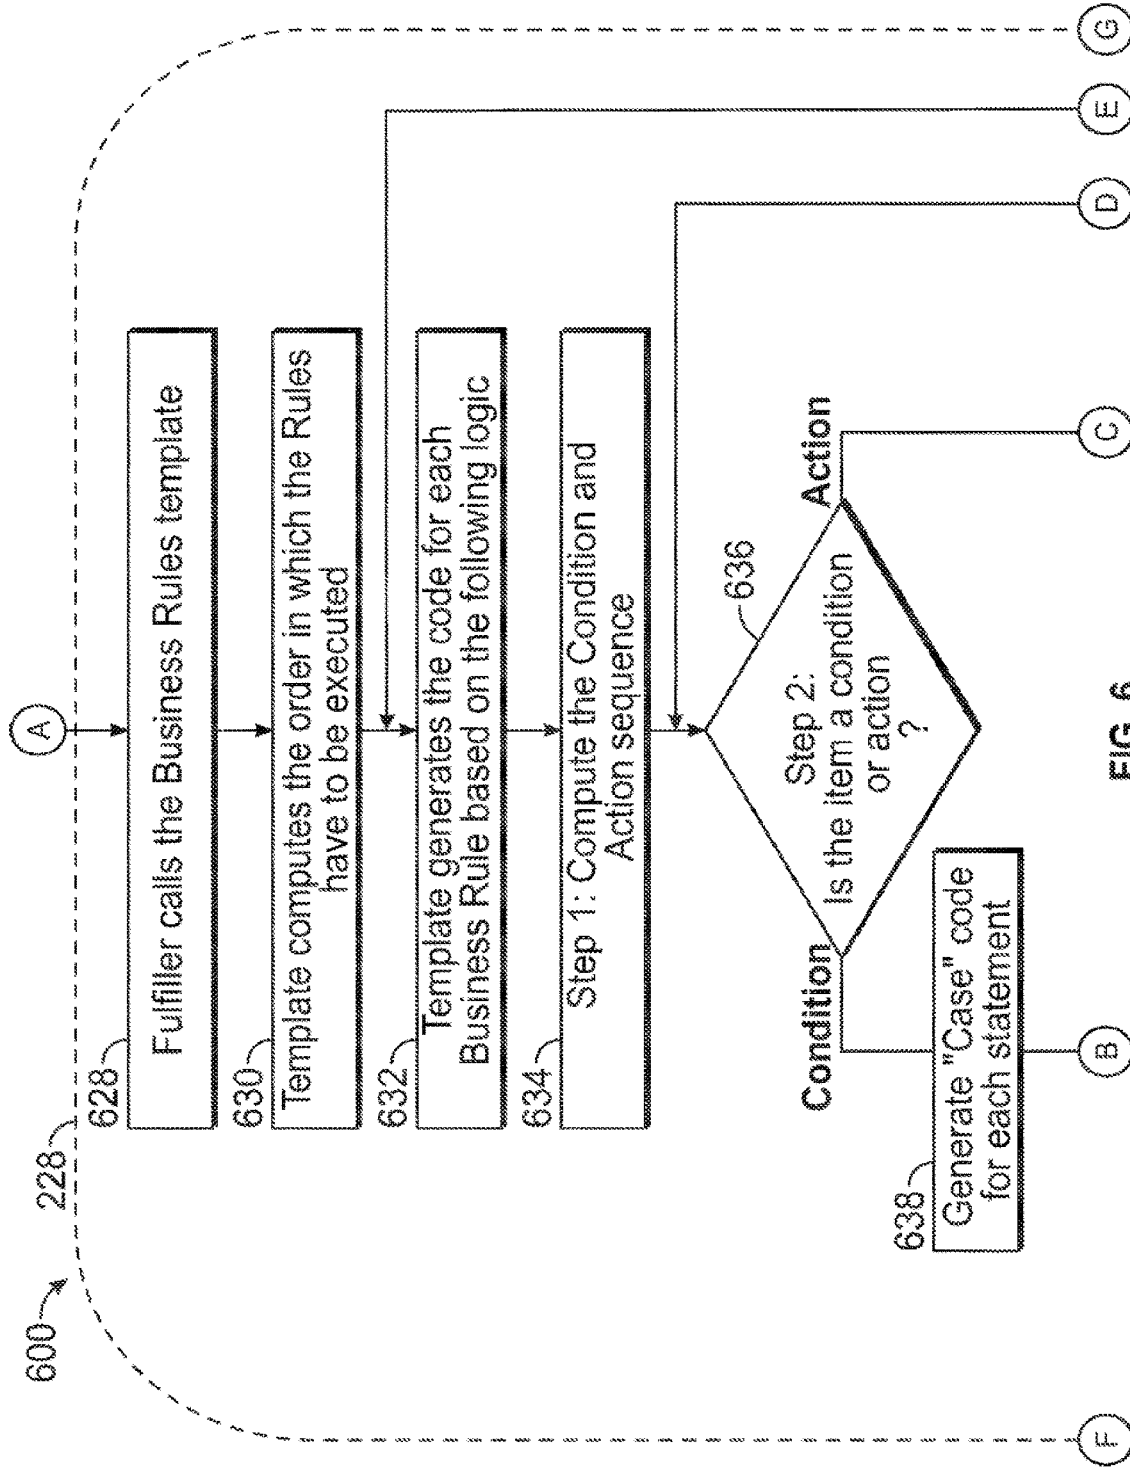 600
228
A
628
Fulfiller calls the Business Rules template
630
Template computes the order in which the Rules
have to be executed
632
Template generates the code for each
Business Rule based on the following logic
634
Step 1: Compute the Condition and
Action sequence
636
Step 2:
Is the item a condition
or action
?
Condition
Action
638
Generate "Case" code
for each statement
F
B
C
D
E
G
FIG. 6